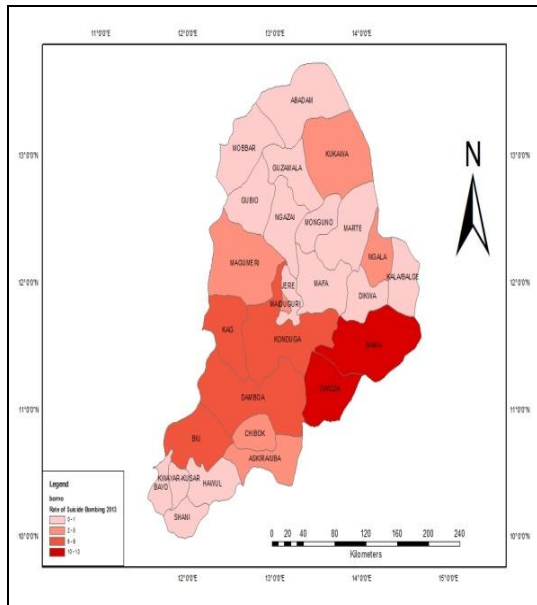 11°0'0"E 12°0'0"E 13°0'0"E 14°0'0"E
ABADAM
KUKAWA
MOBBAR
13°0'0"N 13°0'0"N
N
GUZAMALA
GUBIO
NGAZAI
MONGUNO
MARTE
MAGUMERI
NGALA
KALA/BALGE
12°0'0"N 12°0'0"N
JERE
MAFA
DIKWA
MAIDUGURI
KAG
KONDUGA
BAMA
GWOZA
DAMBOA
11°0'0"N 11°0'0"N
CHIBOK
BIU
ASKIRA/UBA
KWAYAR-KUSAR
BAYO
HAWUL
SHANI
Legend
borno
Rate of Suicide Bombing 2013
0 - 1
6 - 9
10 - 13
0 20 40 80 120 160 200 240
Kilometers
10°0'0"N 10°0'0"N
12°0'0"E 13°0'0"E 14°0'0"E 15°0'0"E